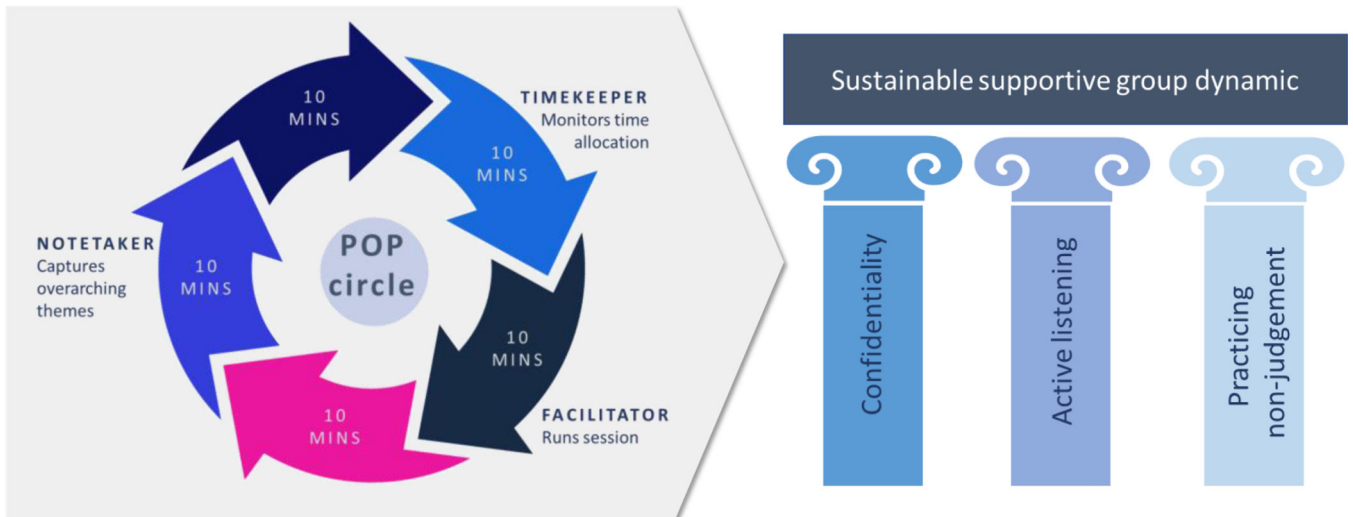 10
MINS
TIMEKEEPER
Monitors time
allocation
10
MINS
10
MINS
FACILITATOR
Runs session
10
MINS
10
MINS
NOTETAKER
Captures
overarching
themes
POP
circle
Sustainable supportive group dynamic
Confidentiality
Active listening
Practicing
non-judgement